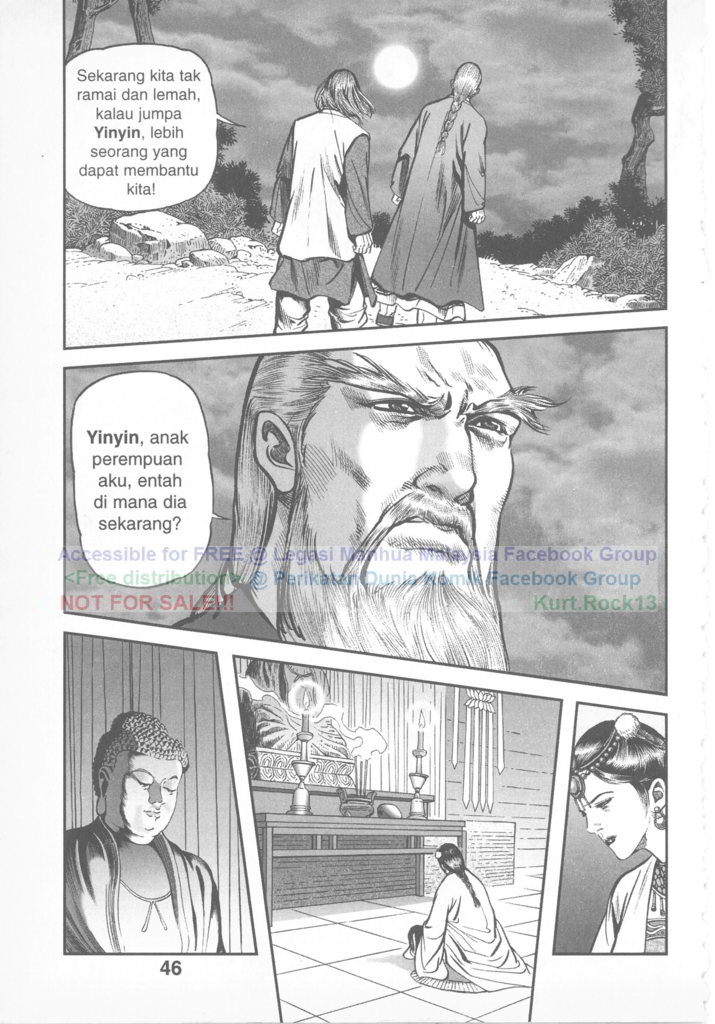 Sekarang kita tak
ramai dan lemah,
kalau jumpa
Yinyin, lebih
seorang yang
dapat membantu
kita!
Yinyin, anak
perempuan
aku, entah
di mana dia
sekarang?
Accessible for FREE @ Legasi Manhua Malaysia Facebook Group
<Free distribution> @ Perikatan Dunia Komik Facebook Group
NOT FOR SALE!!! Kurt.Rock13
46